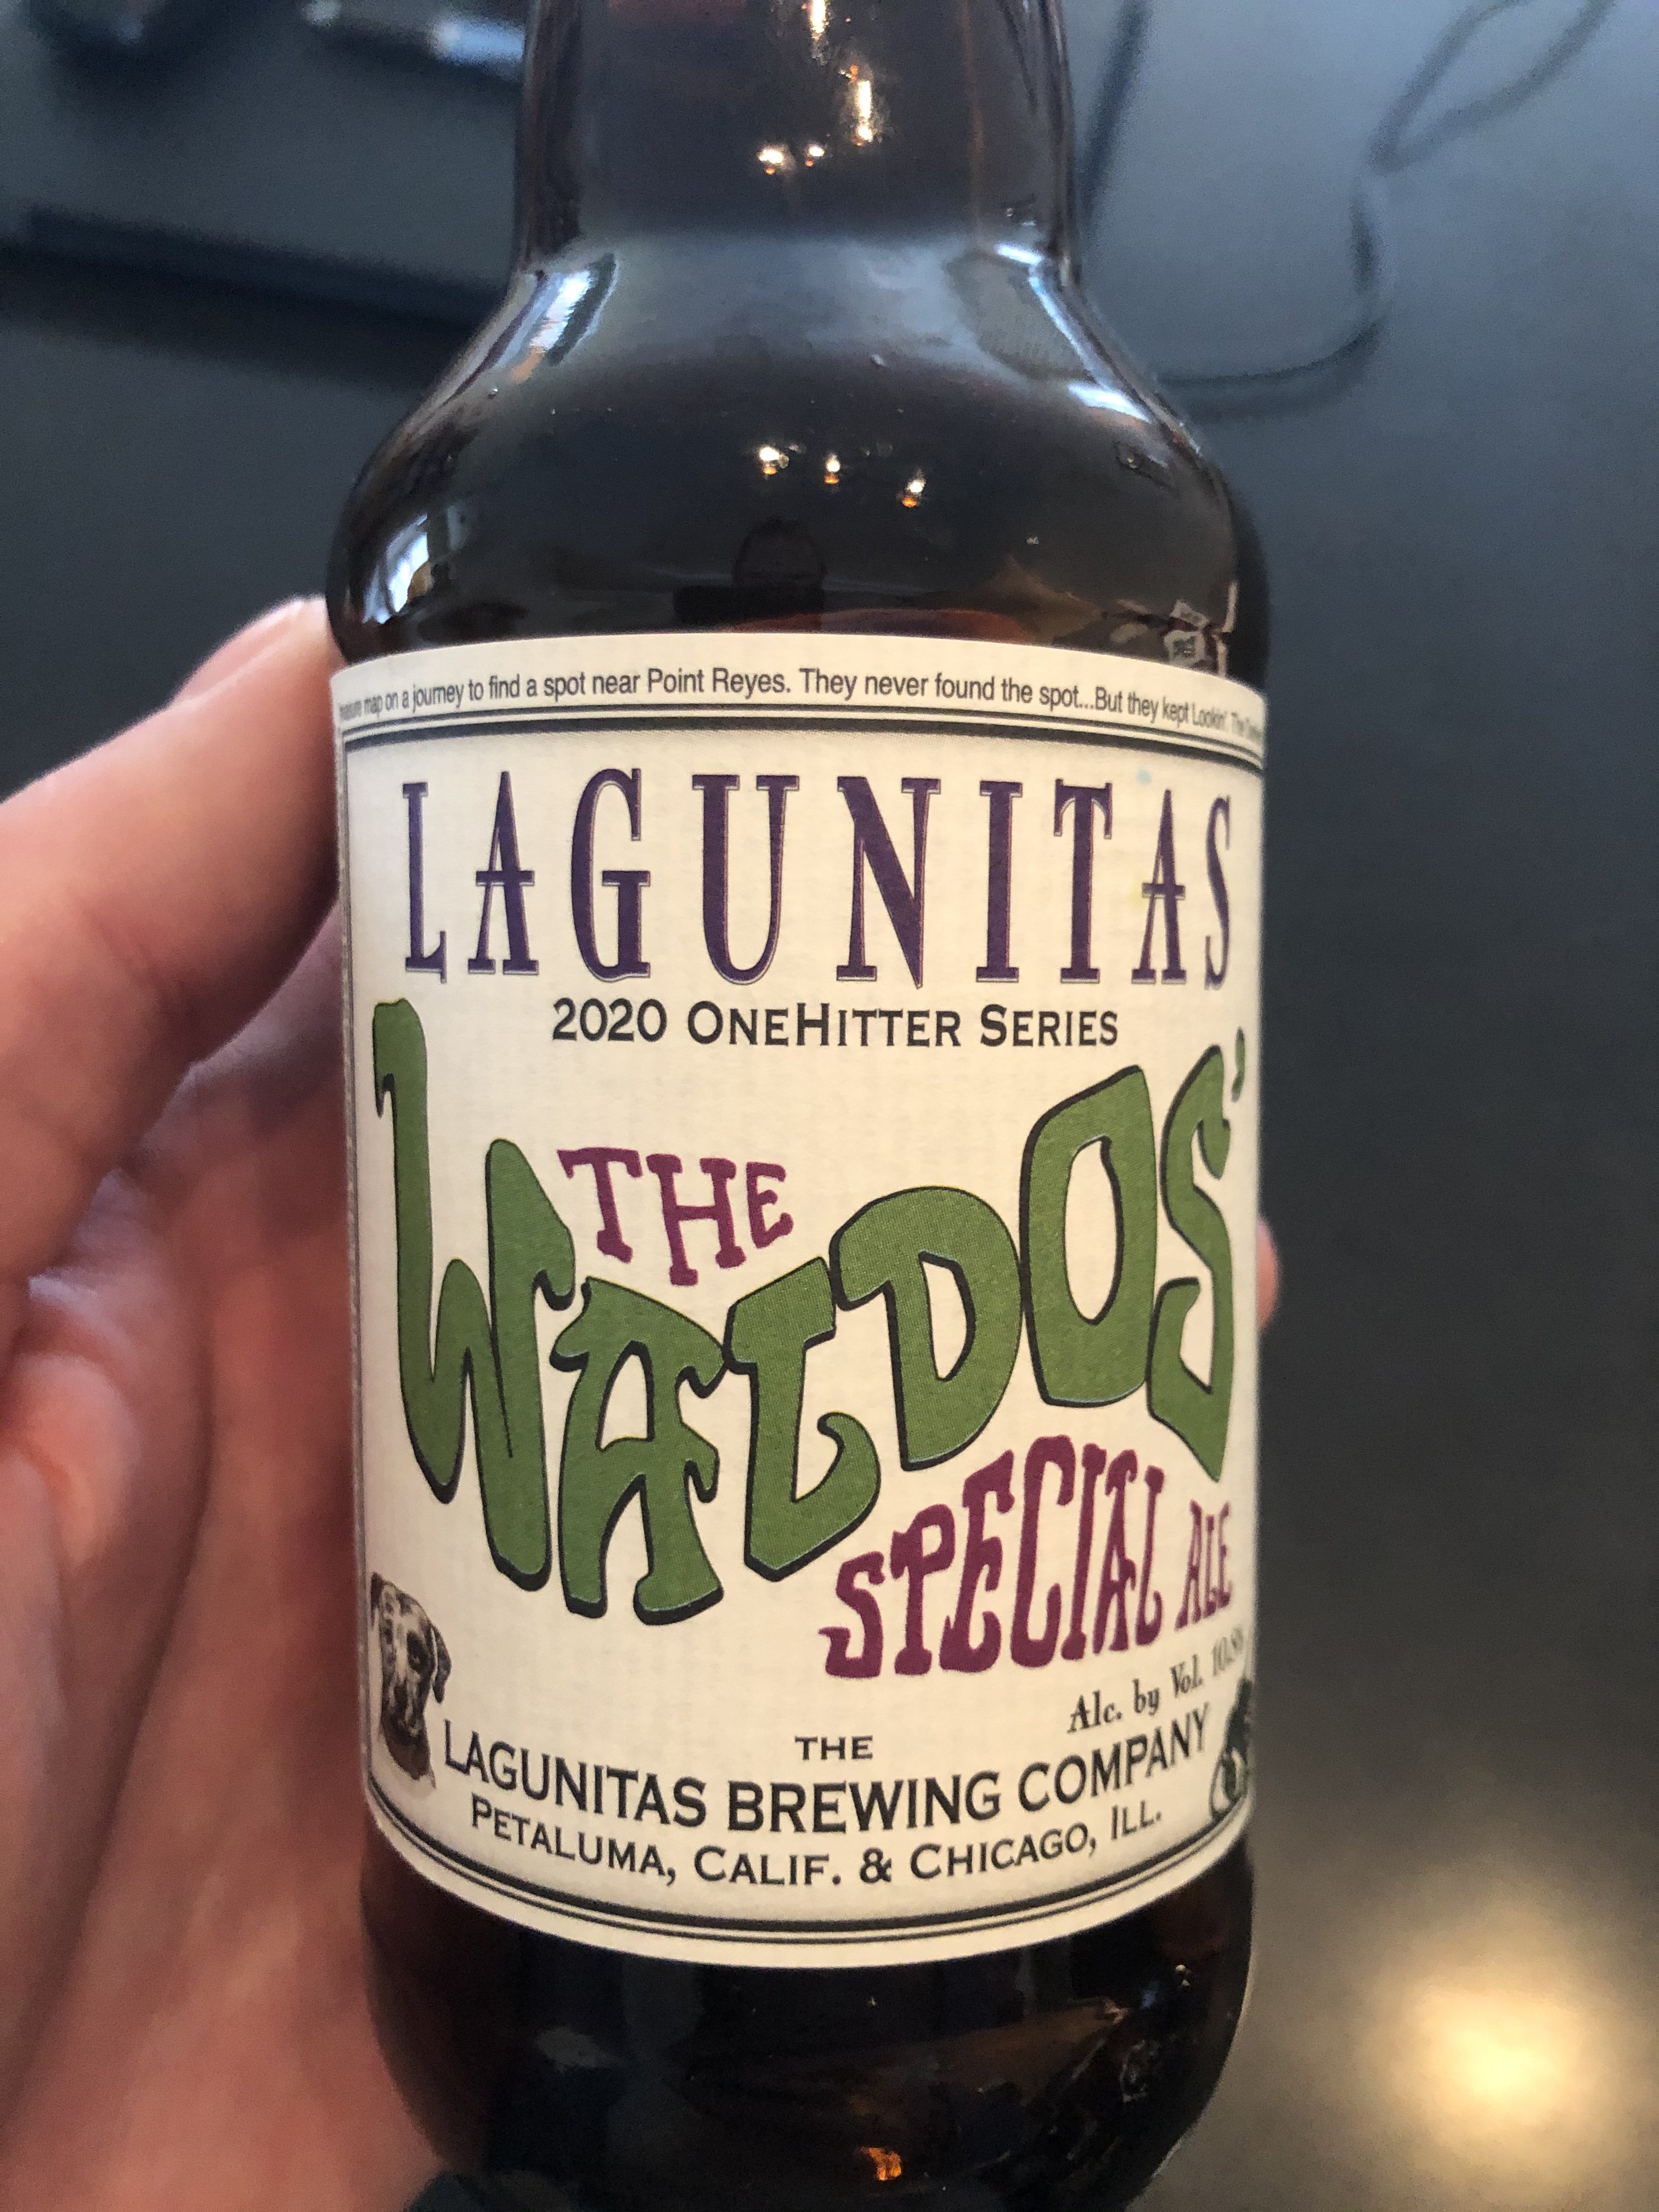 map on a journey to find a spot near Point Reyes. They never found the spot...But they kept Lookin'. The
LAGUNITAS
2020 ONEHITTER SERIES
THE
WALDOS'
SPECIAL ALE
Alc. by Vol.
THE
LAGUNITAS BREWING COMPANY
PETALUMA, CALIF. & CHICAGO, ILL.